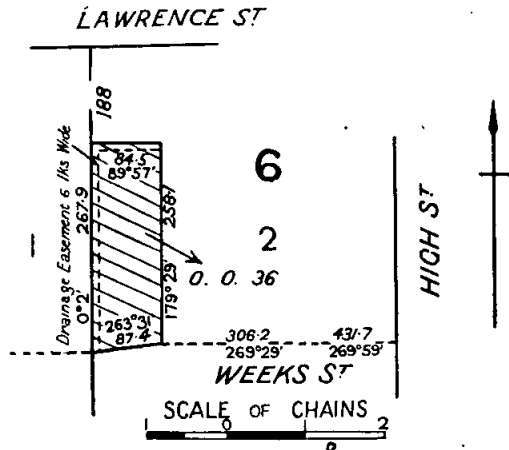 LAWRENCE ST
188
Drainage Easement 6 lks Wide
84.5
89°57'
6
267.9
258.7
2
0. 0. 36
HIGH ST
0°2'
179° 29'
263°31'
87.4
306.2
431.7
269°29'
269°59'
WEEKS ST
SCALE OF CHAINS
1 0 2